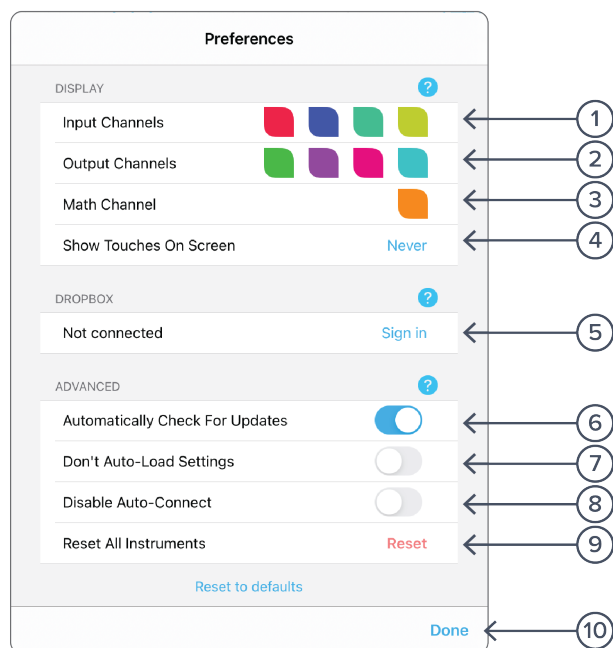 Preferences
DISPLAY ?
Input Channels 1
Output Channels 2
Math Channel 3
Show Touches On Screen Never 4
DROPBOX ?
Not connected Sign in 5
ADVANCED ?
Automatically Check For Updates 6
Don't Auto-Load Settings 7
Disable Auto-Connect 8
Reset All Instruments Reset 9
Reset to defaults
Done 10